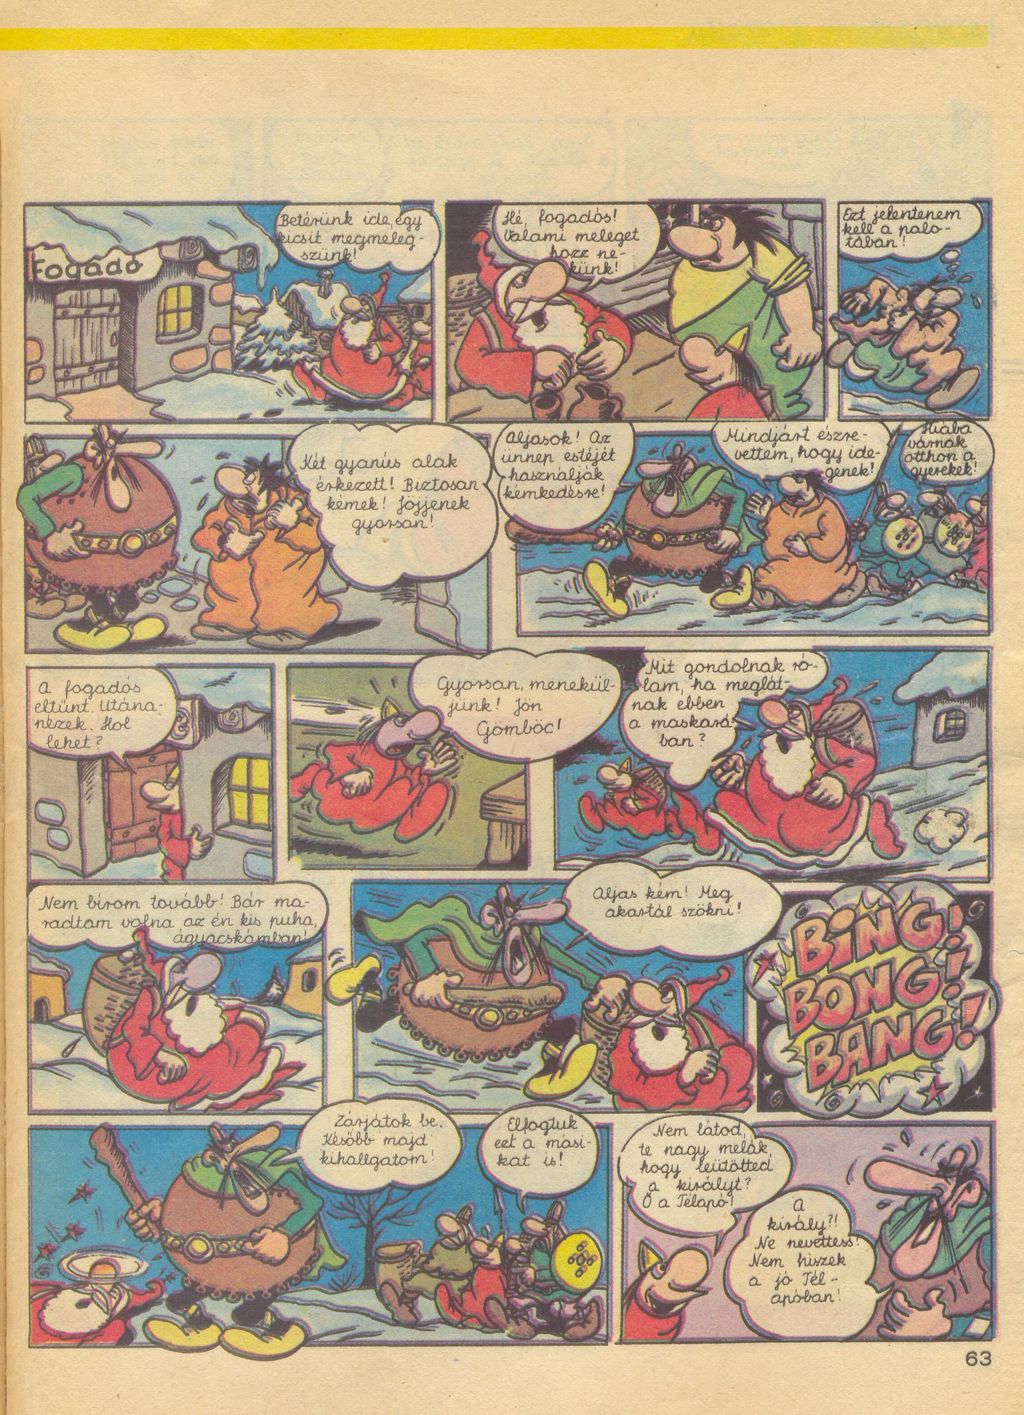 Betérünk ide, egy
kicsit megmeleg-
szünk!
Fogadó
Hé, fogadós!
Valami meleget
hozz ne-
künk!
Ezt jelentenem
kell a palo-
tában!
Két gyanús alak
érkezett! Biztosan
kémek! Jöjjenek
gyorsan!
Aljasok! Az
ünnep estéjét
használják
kémkedésre!
Mindjárt észre-
vettem, hogy ide-
genek!
Hiába
várnak
otthon a
gyerekek!
A fogadós
eltűnt. Utána-
nézek. Hol
lehet?
Gyorsan, menekül-
jünk! Jön
Gömböc!
Mit gondolnak ró-
lam, ha meglát-
nak ebben
a maskará-
ban?
Nem bírom tovább! Bár ma-
radtam volna az én kis puha,
ágyacskámban!
Aljas kém! Meg
akartál szökni!
BING!
BONG!
BANG!
Zárjátok be.
Később majd
kihallgatom!
Elfogtuk
ezt a mási-
kat is!
Nem látod,
te nagy melák,
hogy leütötted
a királyt?
Ő a Télapó!
A
király?!
Ne nevettess!
Nem hiszek
a jó Tél-
apóban!
63